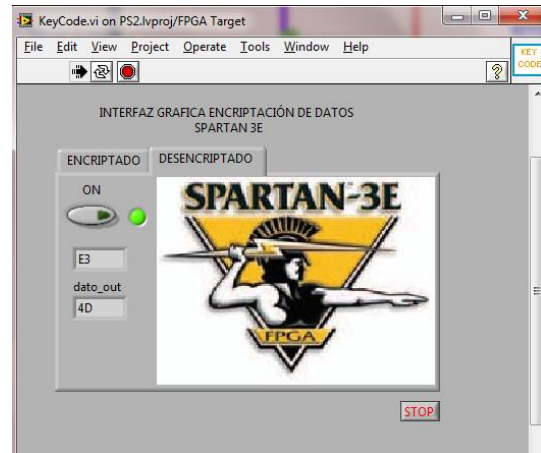 KeyCode.vi on PS2.lvproj/FPGA Target
File Edit View Project Operate Tools Window Help
KEY
CODE
INTERFAZ GRAFICA ENCRIPTACIÓN DE DATOS
SPARTAN 3E
ENCRIPTADO DESENCRIPTADO
ON
SPARTAN-3E
E3
dato_out
4D
FPGA
STOP